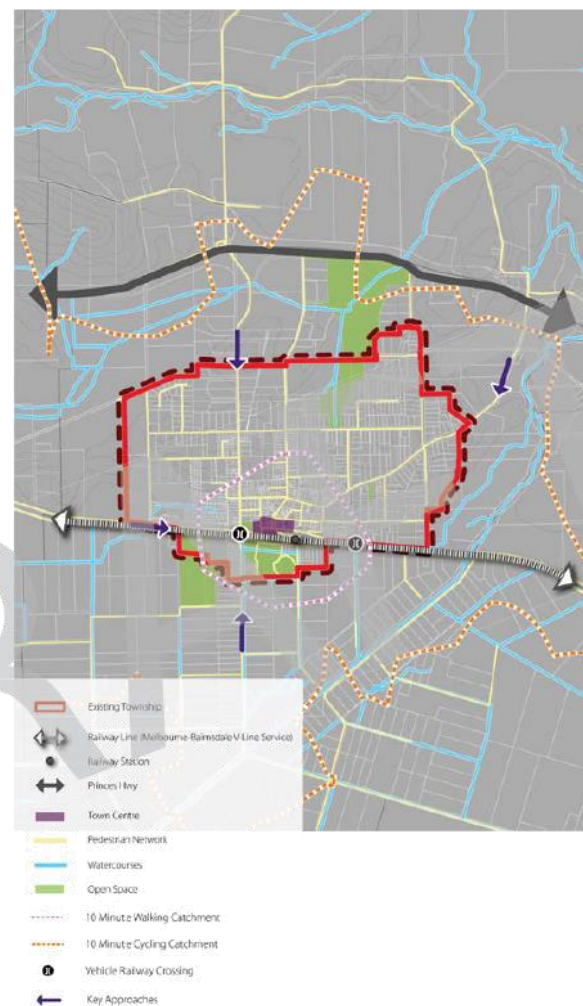 Existing Township
Railway Line (Melbourne-Bairnsdale V-Line Service)
Railway Station
Princes Hwy
Town Centre
Pedestrian Network
Watercourses
Open Space
10 Minute Walking Catchment
10 Minute Cycling Catchment
Vehicle Railway Crossing
Key Approaches